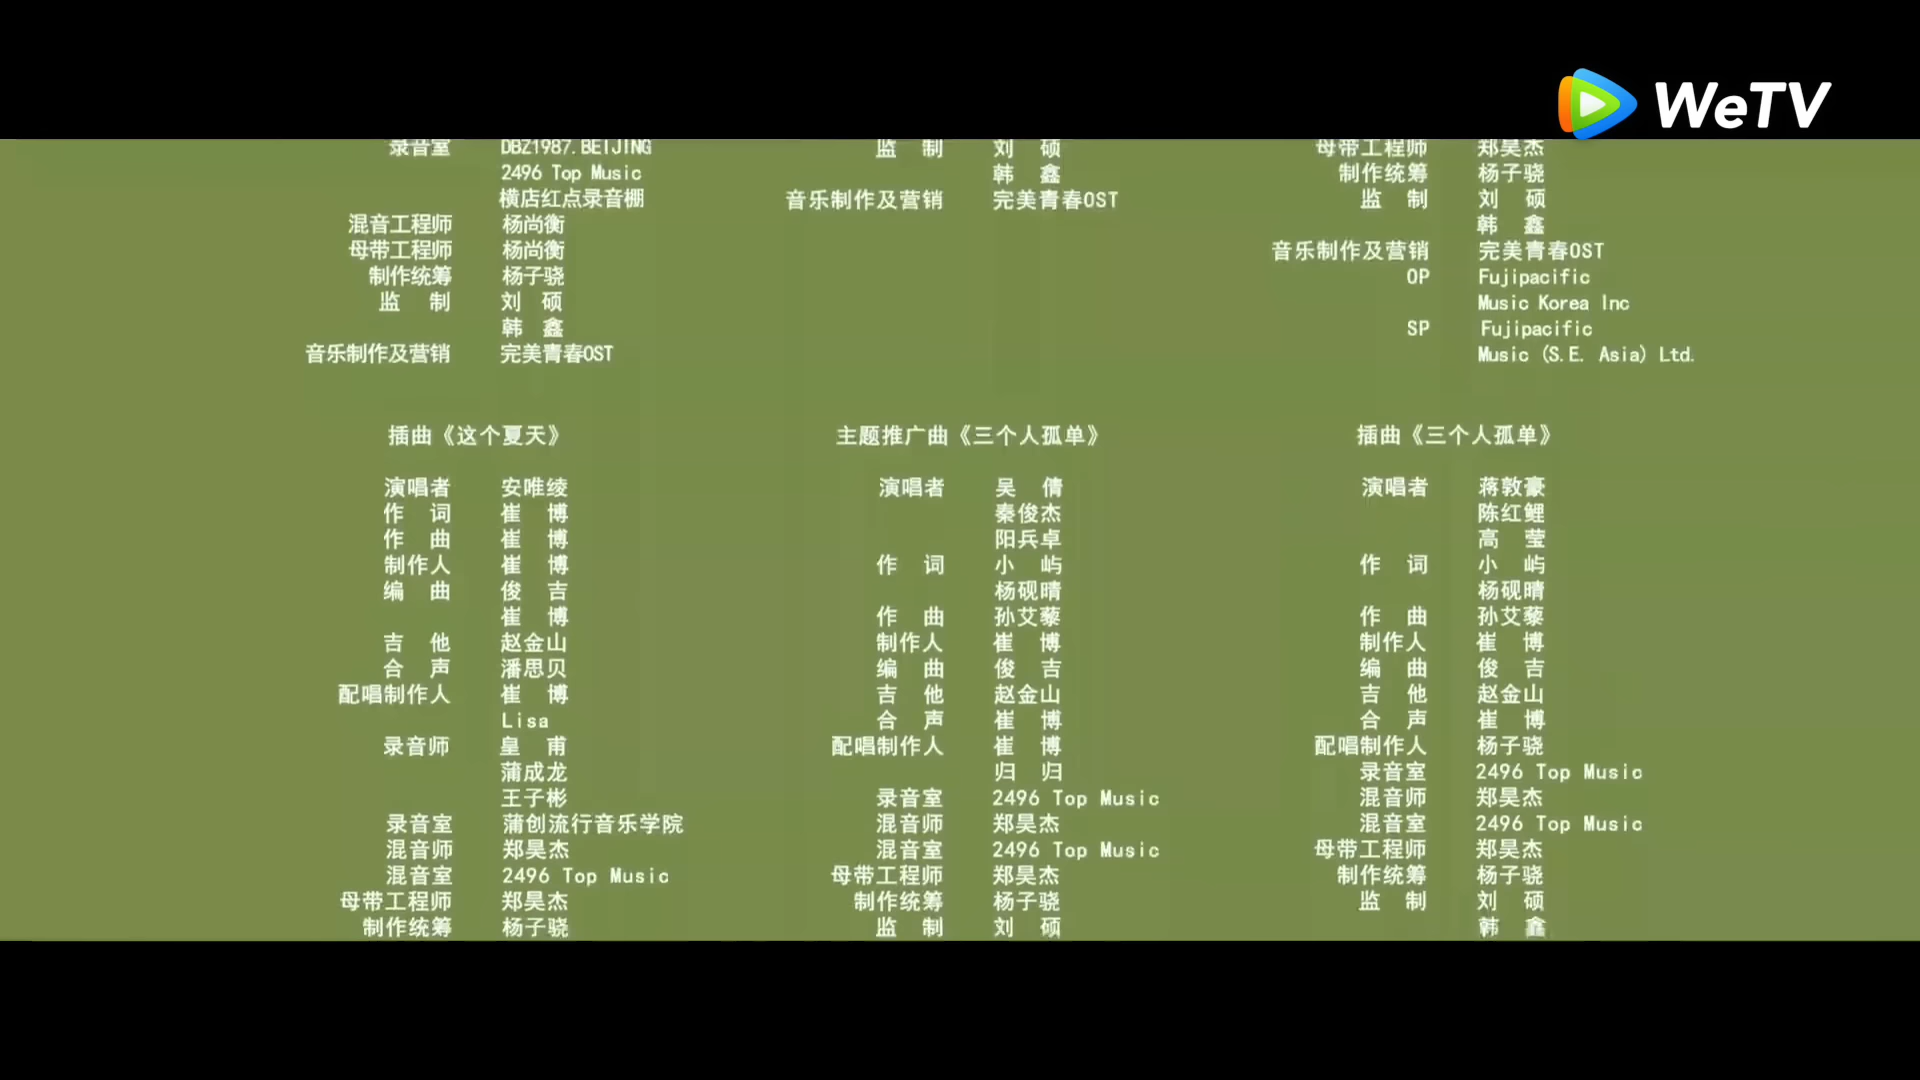 WeTV
录音室 DBZ1987.BEIJING
2496 Top Music
横店红点录音棚
混音工程师 杨尚衡
母带工程师 杨尚衡
制作统筹 杨子骁
监 制 刘 硕
韩 鑫
音乐制作及营销 完美青春OST
监 制 刘 硕
韩 鑫
音乐制作及营销 完美青春OST
母带工程师 郑昊杰
制作统筹 杨子骁
监 制 刘 硕
韩 鑫
音乐制作及营销 完美青春OST
OP Fujipacific
Music Korea Inc
SP Fujipacific
Music (S.E. Asia) Ltd.
插曲《这个夏天》
演唱者 安唯绫
作 词 崔 博
作 曲 崔 博
制作人 崔 博
编 曲 俊 吉
崔 博
吉 他 赵金山
合 声 潘思贝
配唱制作人 崔 博
Lisa
录音师 皇 甫
蒲成龙
王子彬
录音室 蒲创流行音乐学院
混音师 郑昊杰
混音室 2496 Top Music
母带工程师 郑昊杰
制作统筹 杨子骁
主题推广曲《三个人孤单》
演唱者 吴 倩
秦俊杰
阳兵卓
作 词 小 屿
杨砚晴
作 曲 孙艾藜
制作人 崔 博
编 曲 俊 吉
吉 他 赵金山
合 声 崔 博
配唱制作人 崔 博
归 归
录音室 2496 Top Music
混音师 郑昊杰
混音室 2496 Top Music
母带工程师 郑昊杰
制作统筹 杨子骁
监 制 刘 硕
插曲《三个人孤单》
演唱者 蒋敦豪
陈红鲤
高 莹
作 词 小 屿
杨砚晴
作 曲 孙艾藜
制作人 崔 博
编 曲 俊 吉
吉 他 赵金山
合 声 崔 博
配唱制作人 杨子骁
录音室 2496 Top Music
混音师 郑昊杰
混音室 2496 Top Music
母带工程师 郑昊杰
制作统筹 杨子骁
监 制 刘 硕
韩 鑫